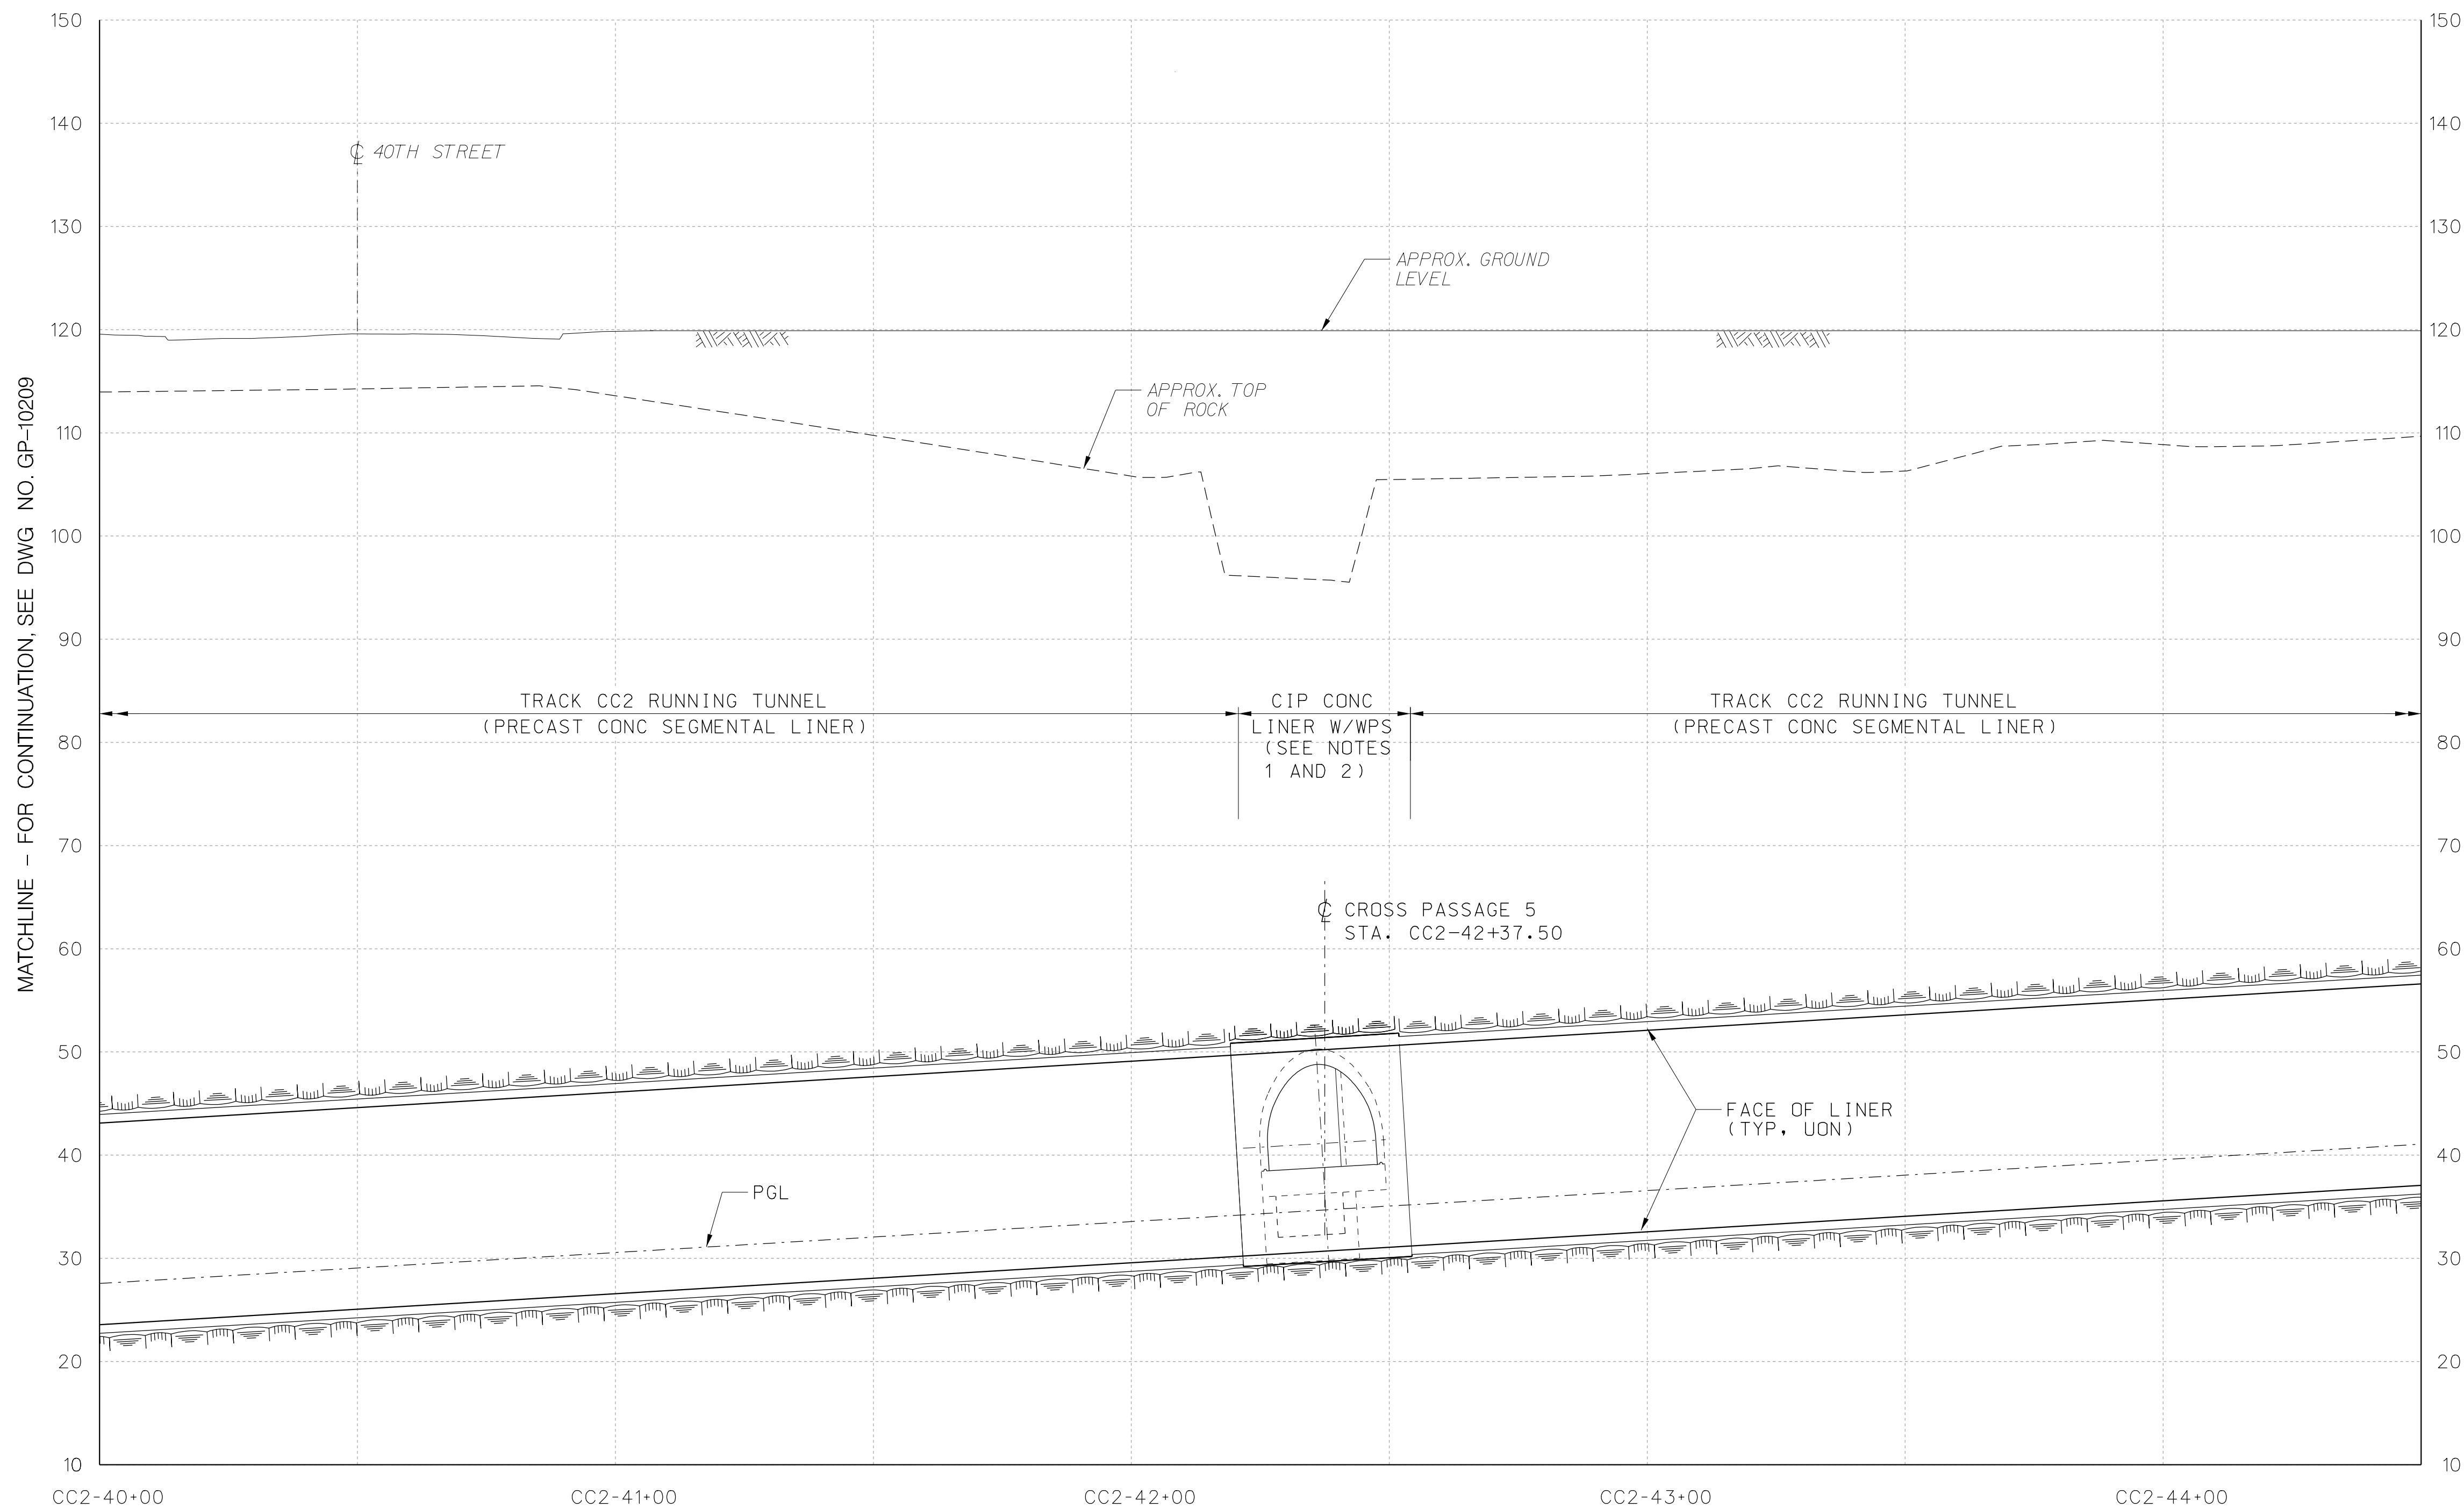 150
150
140
140
℄ 40TH STREET
130
130
APPROX. GROUND
LEVEL
120
120
APPROX. TOP
OF ROCK
110
110
MATCHLINE - FOR CONTINUATION, SEE DWG NO. GP-10209
100
100
90
90
TRACK CC2 RUNNING TUNNEL
(PRECAST CONC SEGMENTAL LINER)
CIP CONC
LINER W/WPS
(SEE NOTES
1 AND 2)
TRACK CC2 RUNNING TUNNEL
(PRECAST CONC SEGMENTAL LINER)
80
80
70
70
℄ CROSS PASSAGE 5
STA. CC2-42+37.50
60
60
50
50
FACE OF LINER
(TYP, UON)
40
40
PGL
30
30
20
20
10
10
CC2-40+00
CC2-41+00
CC2-42+00
CC2-43+00
CC2-44+00